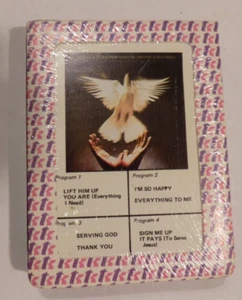 Program 1
LIFT HIM UP
YOU ARE (Everything
I Need)
Program 2
I'M SO HAPPY
EVERYTHING TO ME
Program 3
SERVING GOD
THANK YOU
Program 4
SIGN ME UP
IT PAYS (To Serve
Jesus)